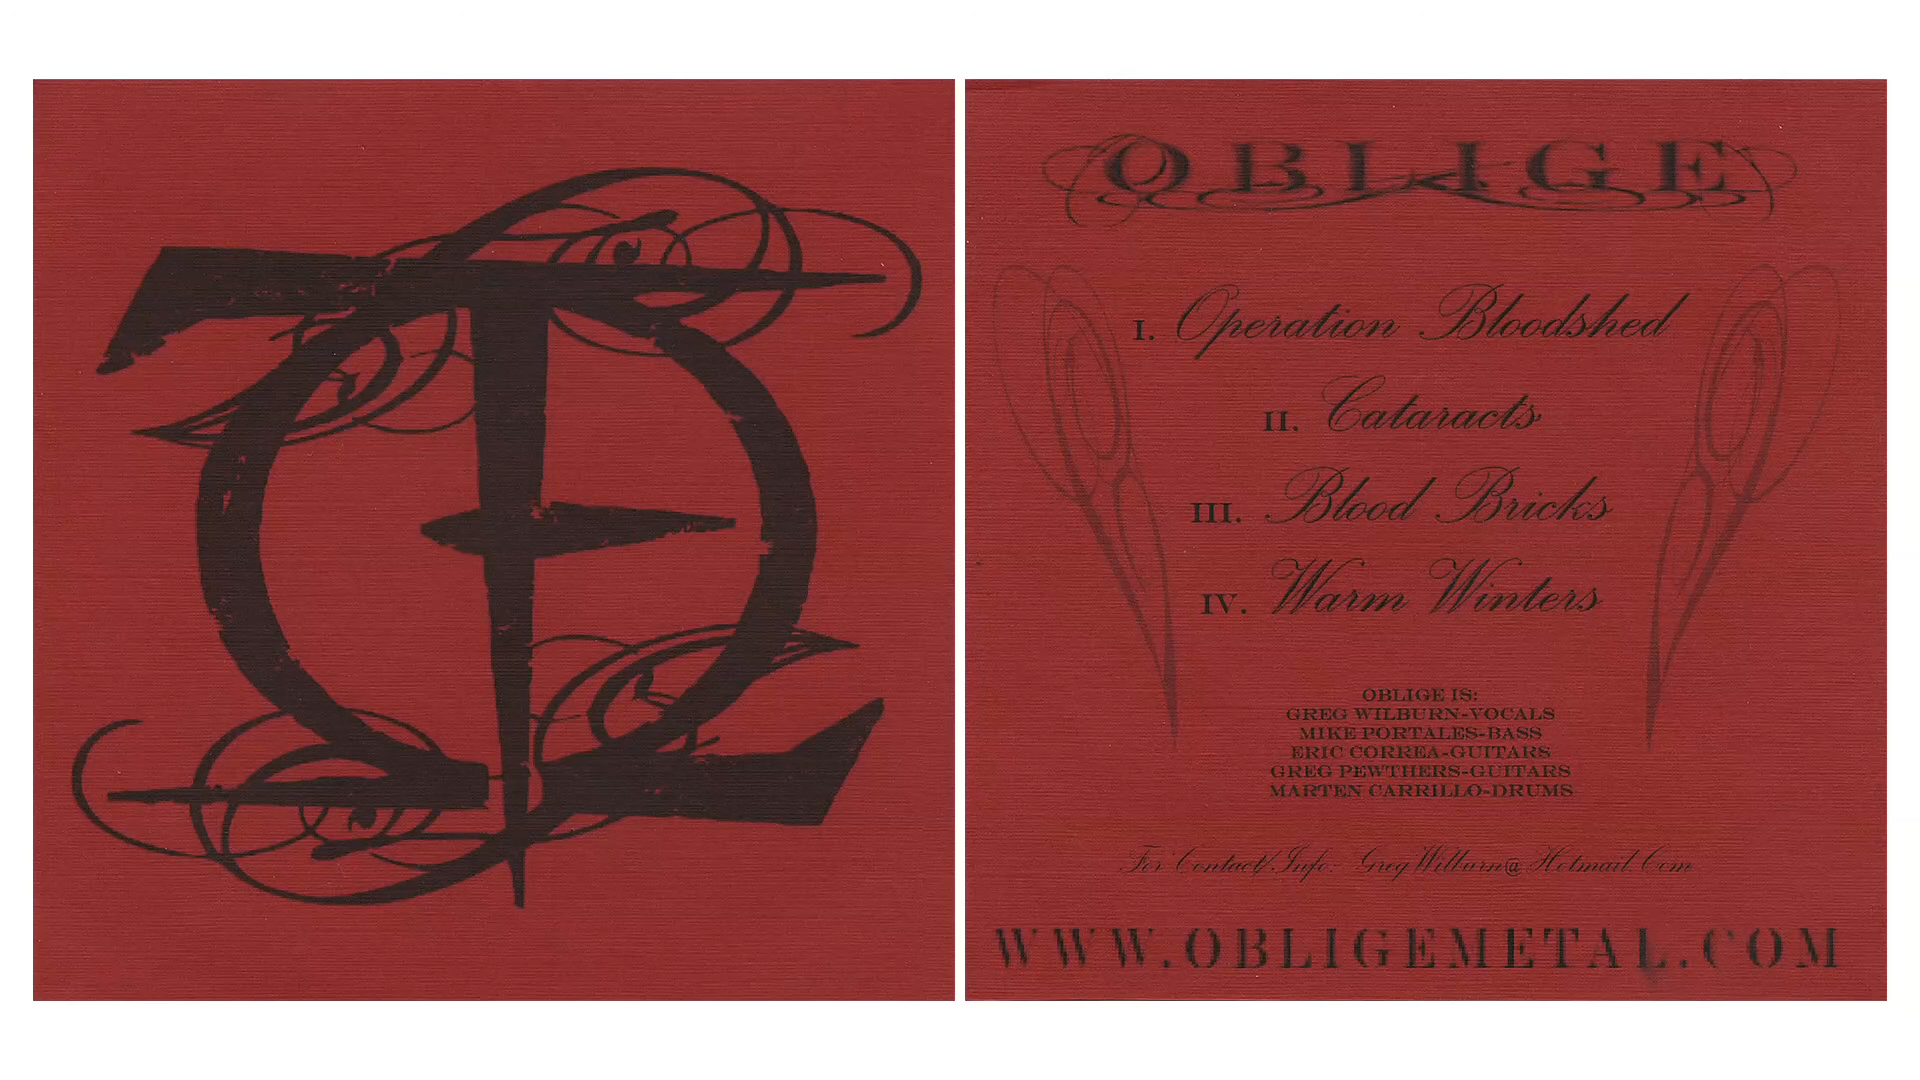 OBLIGE
I. Operation Bloodshed
II. Cataracts
III. Blood Bricks
IV. Warm Winters
OBLIGE IS:
GREG WILBURN-VOCALS
MIKE PORTALES-BASS
ERIC CORREA-GUITARS
GREG PEWTHERS-GUITARS
MARTEN CARRILLO-DRUMS
For Contact/Info: GregWilburn@Hotmail.Com
WWW.OBLIGEMETAL.COM